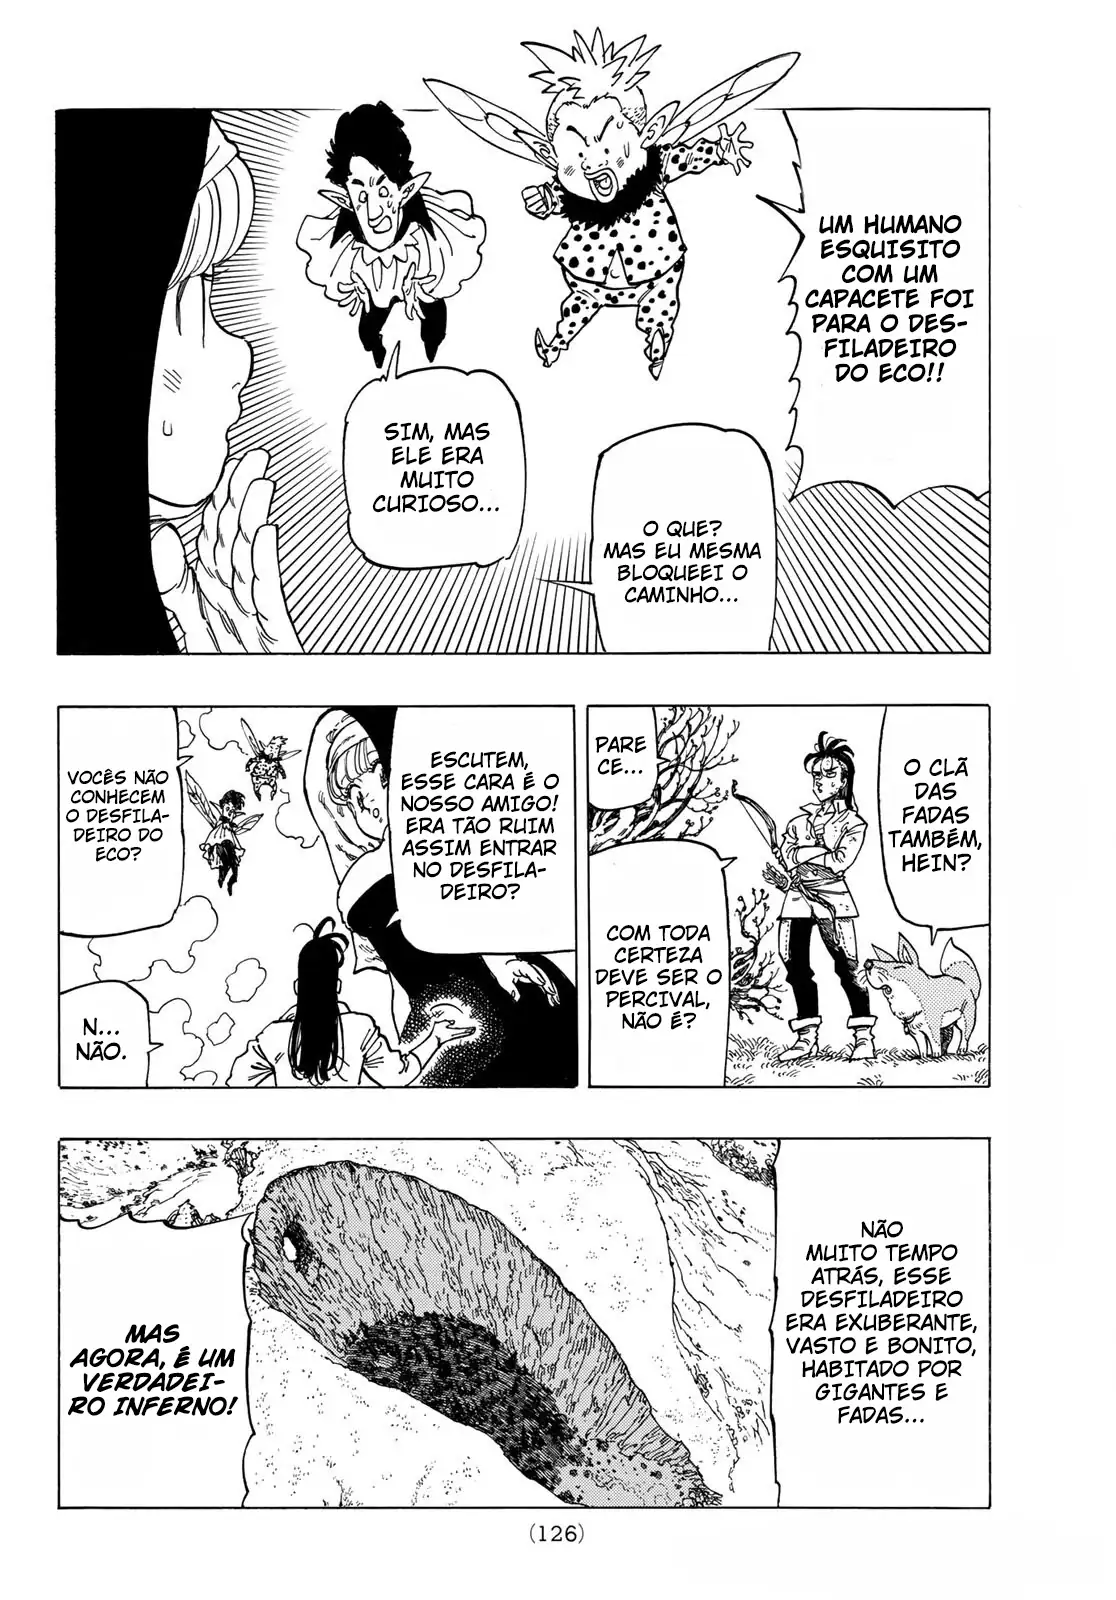 UM HUMANO
ESQUISITO
COM UM
CAPACETE FOI
PARA O DES-
FILADEIRO
DO ECO!!
SIM, MAS
ELE ERA
MUITO
CURIOSO...
O QUE?
MAS EU MESMA
BLOQUEEI O
CAMINHO...
O CLÃ
DAS
FADAS
TAMBÉM,
HEIN?
PARE
CE...
COM TODA
CERTEZA
DEVE SER O
PERCIVAL,
NÃO É?
ESCUTEM,
ESSE CARA É O
NOSSO AMIGO!
ERA TÃO RUIM
ASSIM ENTRAR
NO DESFILA-
DEIRO?
VOCÊS NÃO
CONHECEM
O DESFILA-
DEIRO DO
ECO?
N...
NÃO.
NÃO
MUITO TEMPO
ATRÁS, ESSE
DESFILADEIRO
ERA EXUBERANTE,
VASTO E BONITO,
HABITADO POR
GIGANTES E
FADAS...
MAS
AGORA, É UM
VERDADEI-
RO INFERNO!
(126)